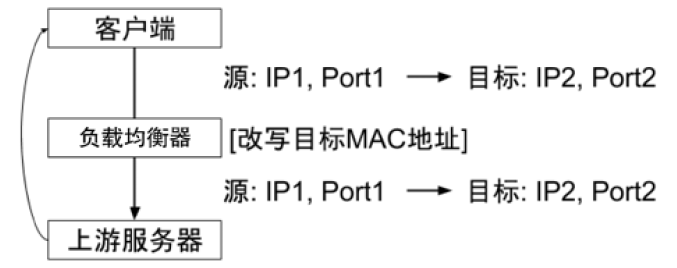 客户端
源: IP1, Port1 → 目标: IP2, Port2
负载均衡器 [改写目标MAC地址]
源: IP1, Port1 → 目标: IP2, Port2
上游服务器